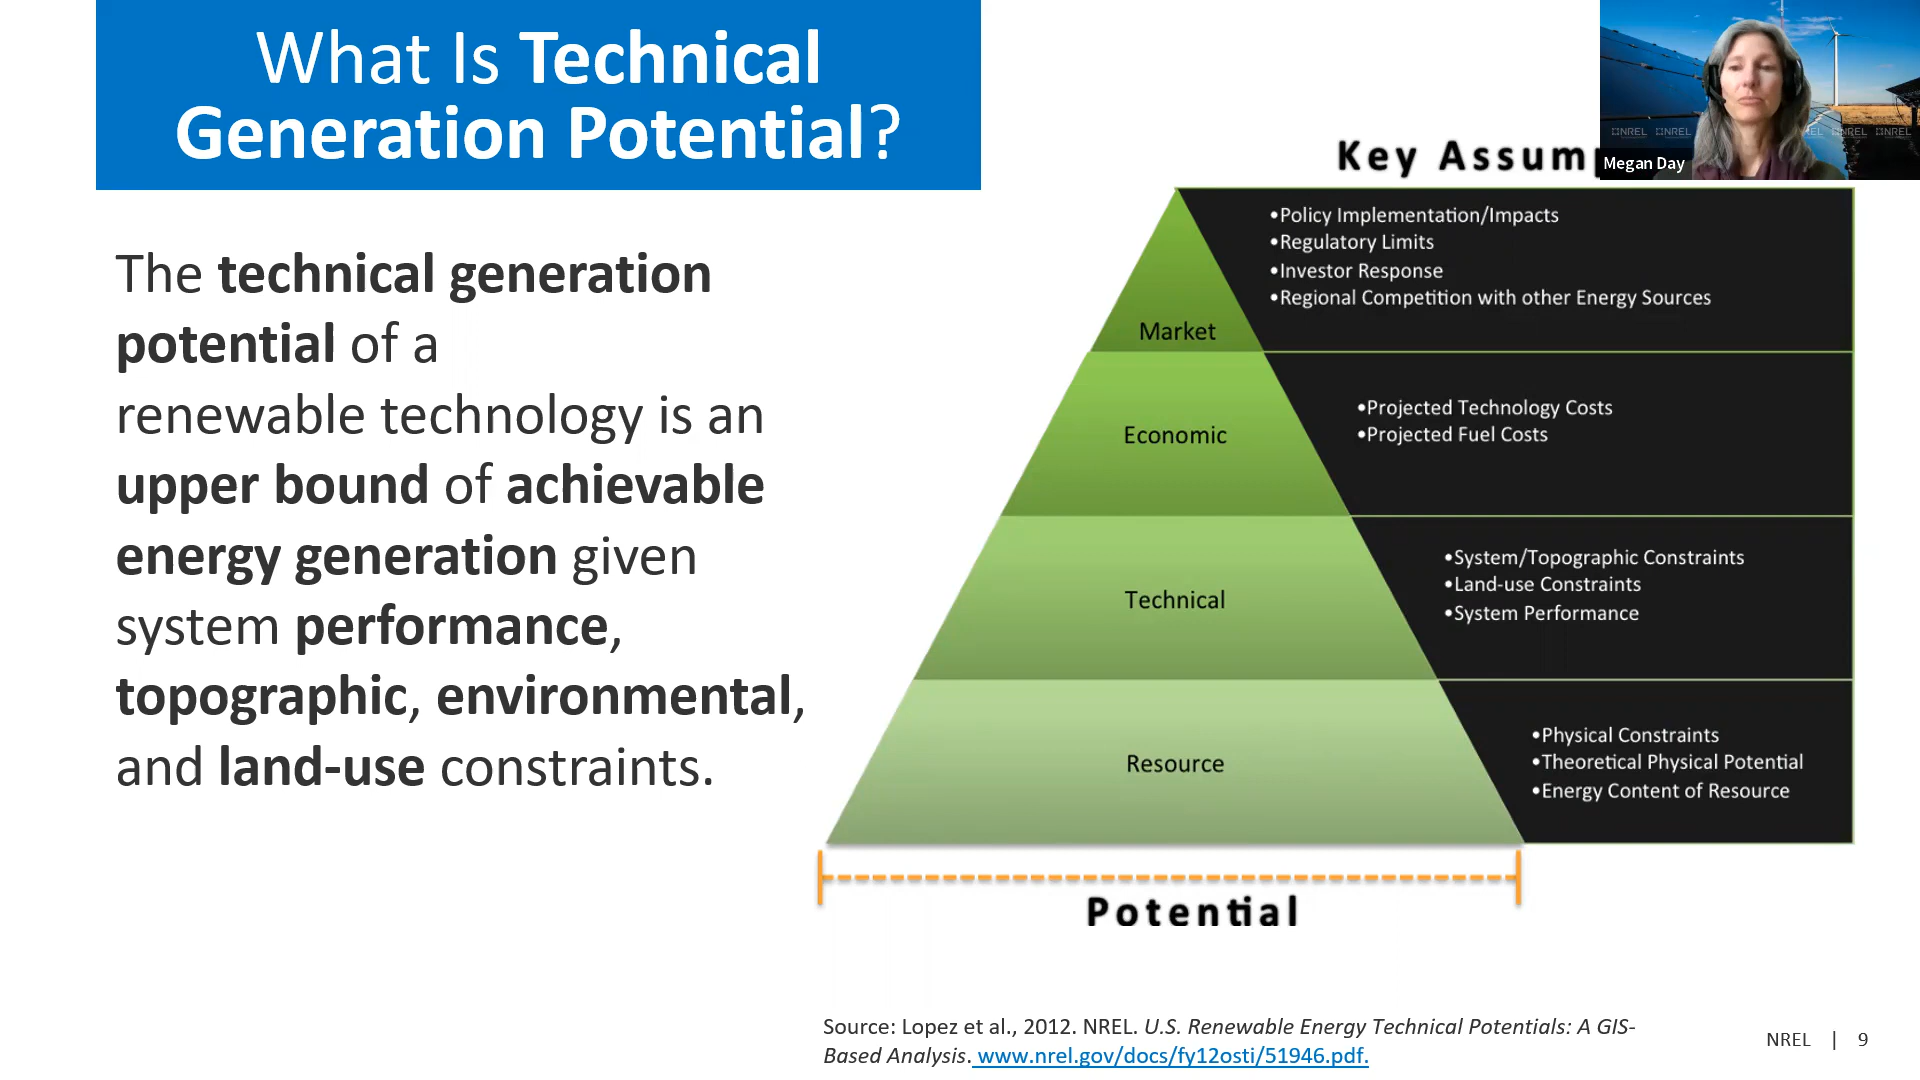 What Is Technical
Generation Potential?
The technical generation
potential of a
renewable technology is an
upper bound of achievable
energy generation given
system performance,
topographic, environmental,
and land-use constraints.
Key Assum
NREL NREL NREL NREL
Megan Day
•Policy Implementation/Impacts
•Regulatory Limits
•Investor Response
•Regional Competition with other Energy Sources
Market
•Projected Technology Costs
•Projected Fuel Costs
Economic
•System/Topographic Constraints
•Land-use Constraints
•System Performance
Technical
•Physical Constraints
•Theoretical Physical Potential
•Energy Content of Resource
Resource
Potential
Source: Lopez et al., 2012. NREL. U.S. Renewable Energy Technical Potentials: A GIS-
Based Analysis. www.nrel.gov/docs/fy12osti/51946.pdf.
NREL | 9